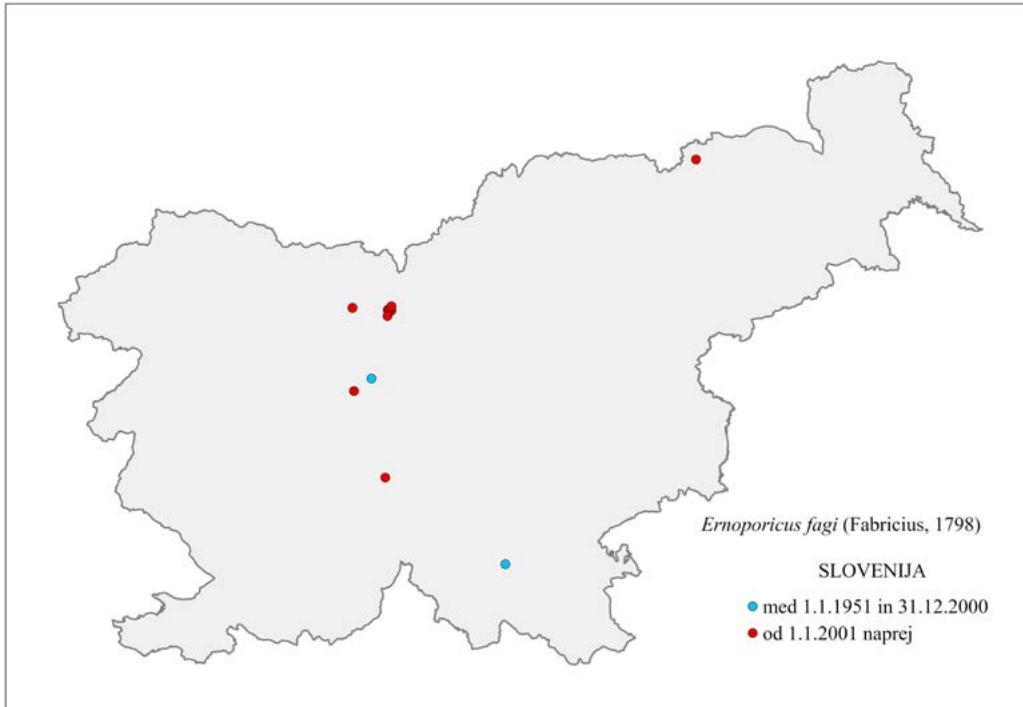 Ernoporicus fagi (Fabricius, 1798)
SLOVENIJA
med 1.1.1951 in 31.12.2000
od 1.1.2001 naprej